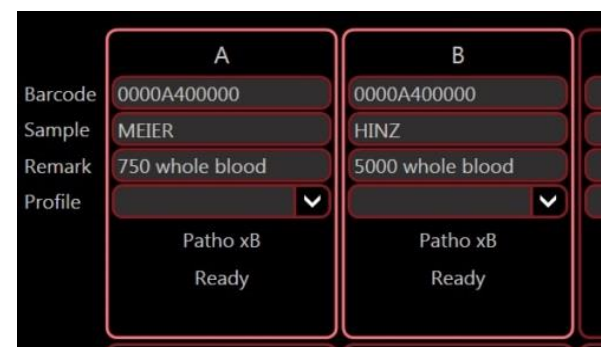 A B
Barcode 0000A400000 0000A400000
Sample MEIER HINZ
Remark 750 whole blood 5000 whole blood
Profile
Patho xB Patho xB
Ready Ready